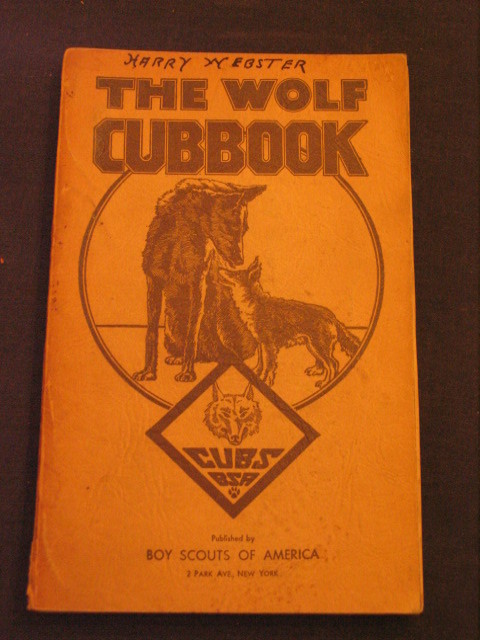 HARRY WEBSTER
THE WOLF
CUBBOOK
CUBS
BSA
Published by
BOY SCOUTS OF AMERICA
2 PARK AVE., NEW YORK